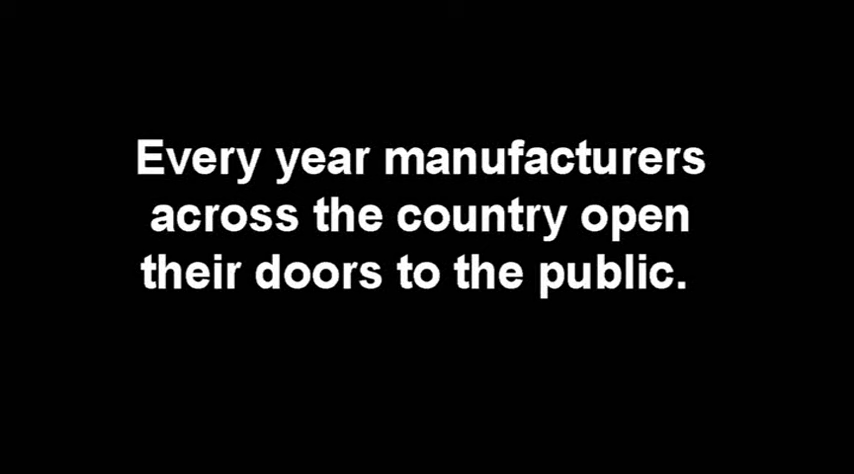 Every year manufacturers
across the country open
their doors to the public.